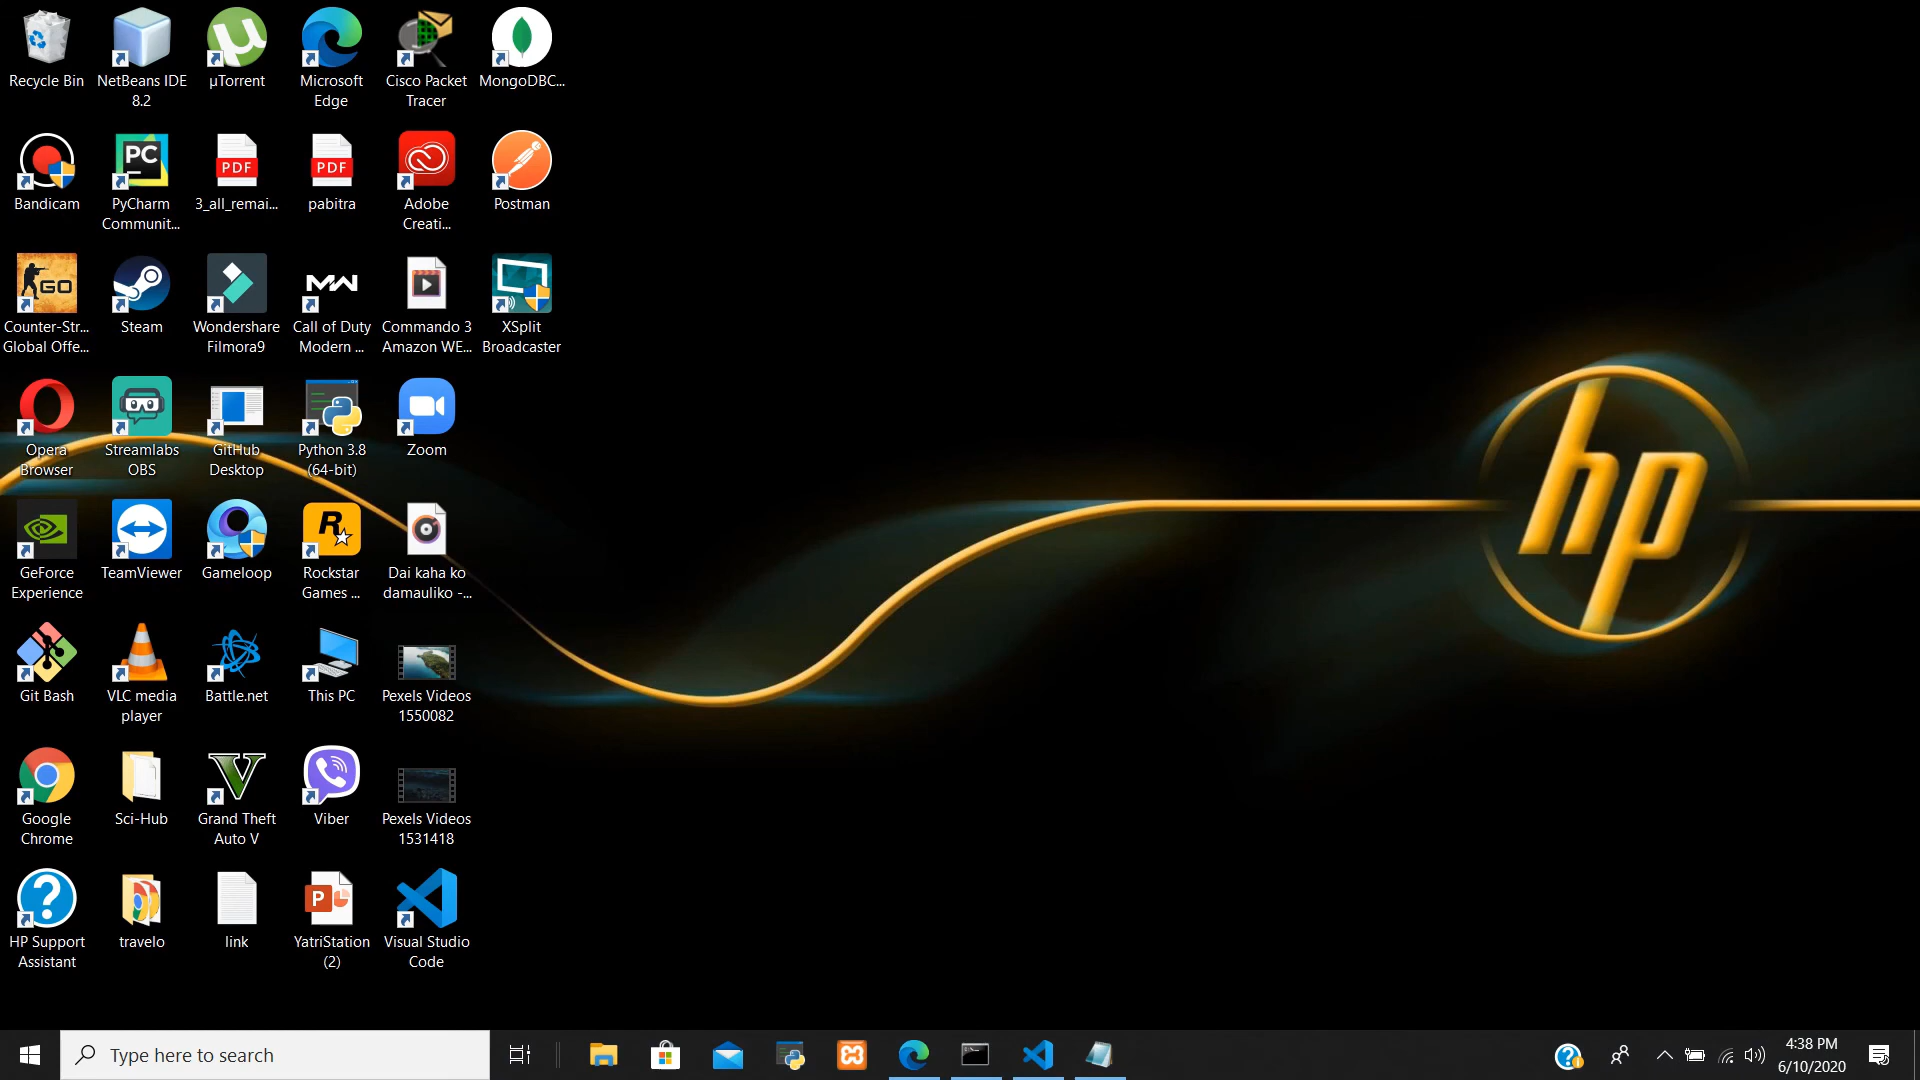 Recycle Bin
NetBeans IDE
8.2
µTorrent
Microsoft
Edge
Cisco Packet
Tracer
MongoDBC...
Bandicam
PC
PyCharm
Communit...
PDF
3_all_remai...
PDF
pabitra
Adobe
Creati...
Postman
GO
Counter-Str...
Global Offe...
Steam
Wondershare
Filmora9
MW
Call of Duty
Modern ...
Commando 3
Amazon WE...
XSplit
Broadcaster
Opera
Browser
Streamlabs
OBS
GitHub
Desktop
Python 3.8
(64-bit)
Zoom
GeForce
Experience
TeamViewer
Gameloop
R
Rockstar
Games ...
Dai kaha ko
damauliko -...
Git Bash
VLC media
player
Battle.net
This PC
Pexels Videos
1550082
Google
Chrome
Sci-Hub
V
Grand Theft
Auto V
Viber
Pexels Videos
1531418
?
HP Support
Assistant
travelo
link
P
YatriStation
(2)
Visual Studio
Code
hp
Type here to search
4:38 PM
6/10/2020